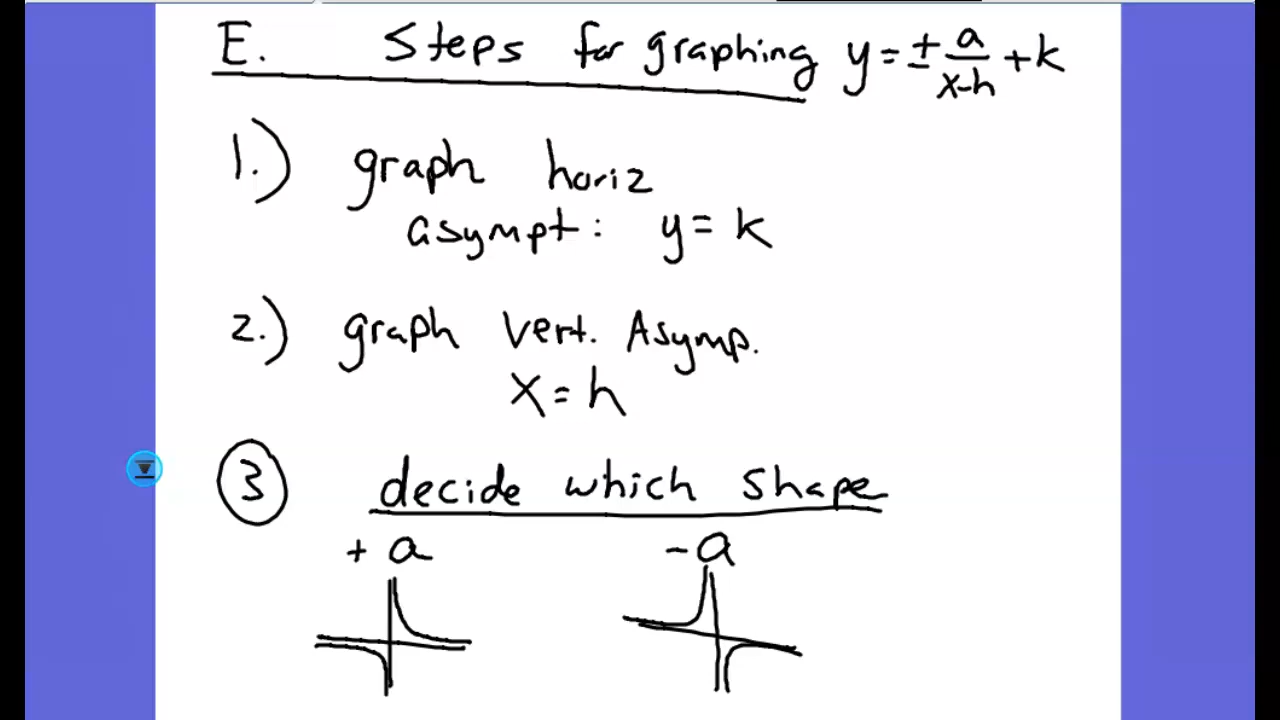 E. Steps for graphing y = ± a/(x-h) + k
1.) graph horiz
asympt: y = k
2.) graph vert. Asymp.
x = h
3 decide which shape
+ a - a